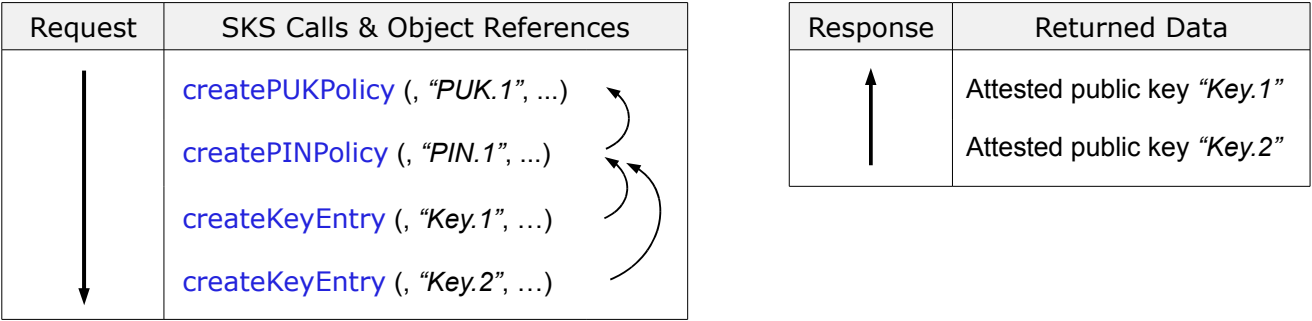 Request SKS Calls & Object References
createPUKPolicy (, “PUK.1”, ...)
createPINPolicy (, “PIN.1”, ...)
createKeyEntry (, “Key.1”, …)
createKeyEntry (, “Key.2”, …)
Response Returned Data
Attested public key “Key.1”
Attested public key “Key.2”